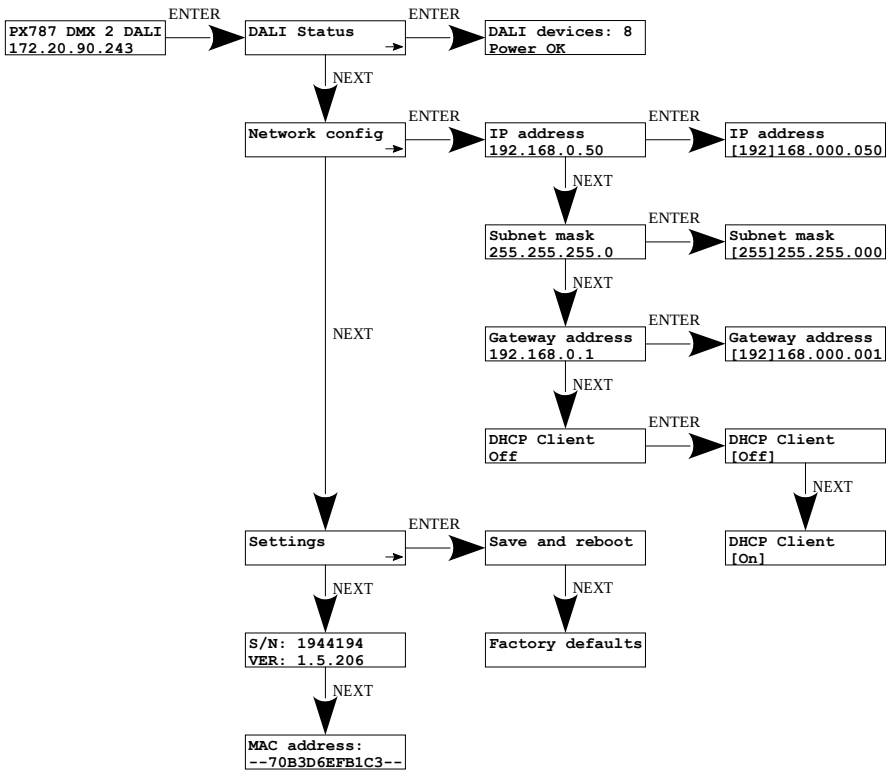 ENTER
ENTER
PX787 DMX 2 DALI
172.20.90.243
DALI Status
DALI devices: 8
Power OK
NEXT
ENTER
ENTER
Network config
IP address
192.168.0.50
IP address
[192]168.000.050
NEXT
ENTER
Subnet mask
255.255.255.0
Subnet mask
[255]255.255.000
NEXT
ENTER
NEXT
Gateway address
192.168.0.1
Gateway address
[192]168.000.001
NEXT
ENTER
DHCP Client
Off
DHCP Client
[Off]
NEXT
ENTER
Settings
Save and reboot
DHCP Client
[On]
NEXT
NEXT
S/N: 1944194
VER: 1.5.206
Factory defaults
NEXT
MAC address:
--70B3D6EFB1C3--